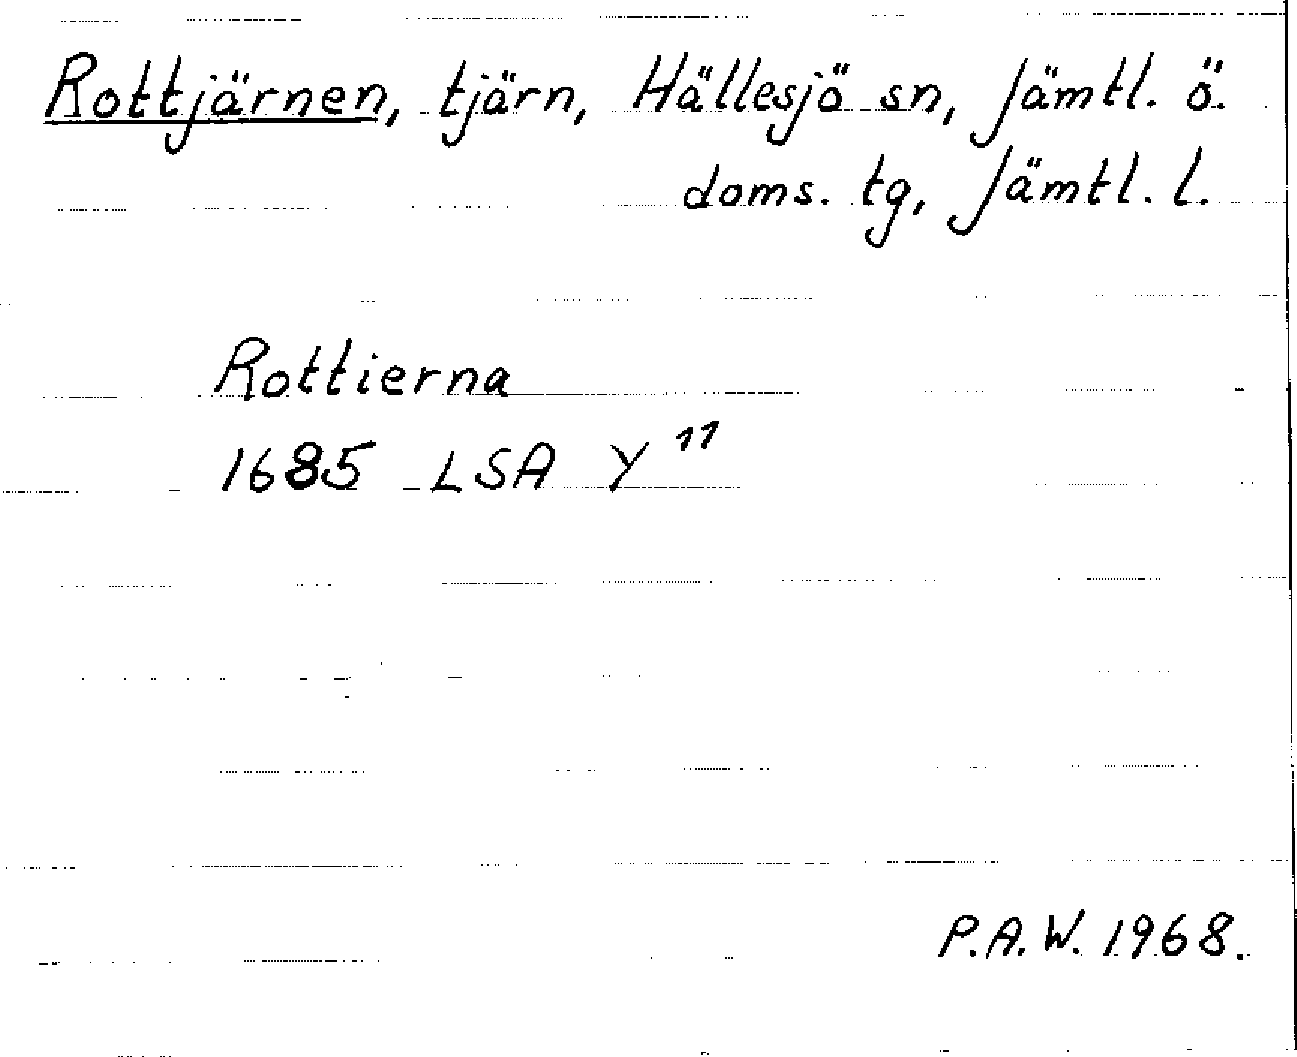 Rottjärnen, tjärn, Hällesjö sn, Jämtl. ö.
doms. tg, Jämtl. l.
Rottierna
1685 LSA Y 11
P.A.W. 1968.